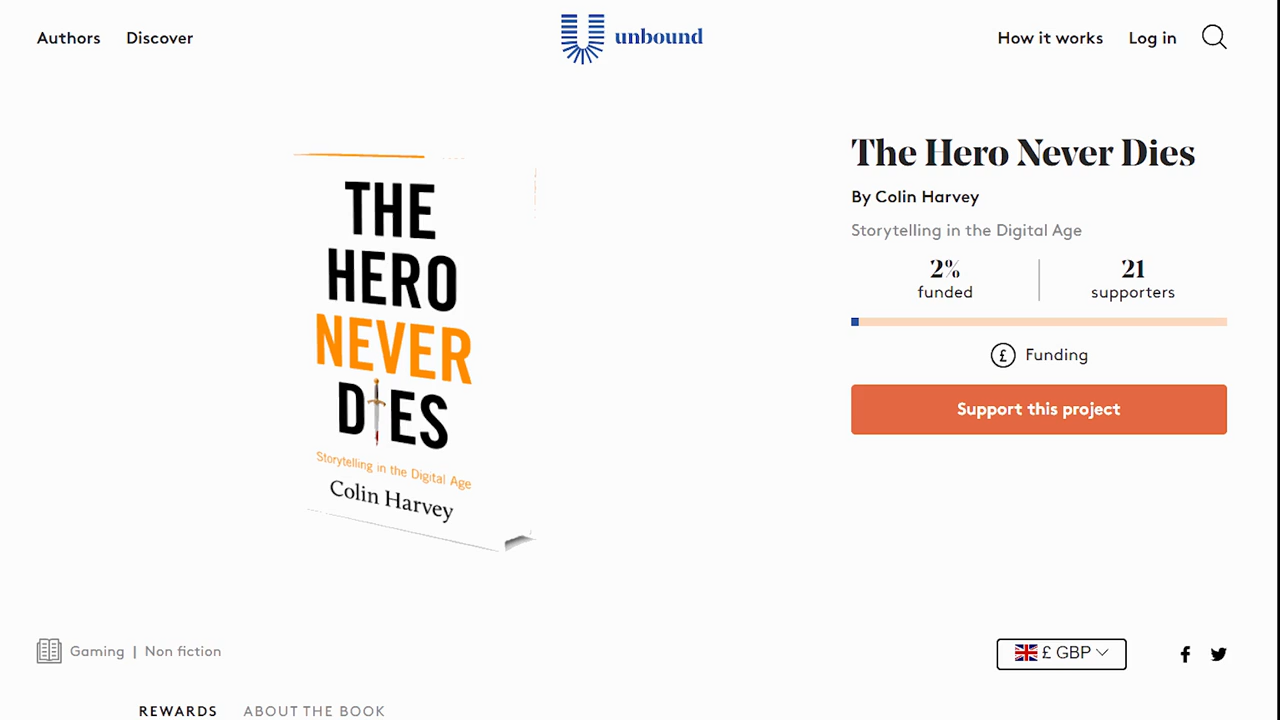 Authors Discover unbound How it works Log in
THE
HERO
NEVER
DIES
Storytelling in the Digital Age
Colin Harvey
The Hero Never Dies
By Colin Harvey
Storytelling in the Digital Age
2% 21
funded supporters
£ Funding
Support this project
Gaming | Non fiction
£ GBP
REWARDS ABOUT THE BOOK